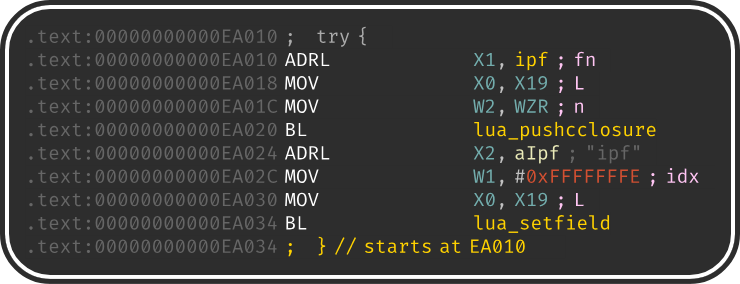 .text:00000000000EA010 ;  try {
.text:00000000000EA010 ADRL X1, ipf ; fn
.text:00000000000EA018 MOV X0, X19 ; L
.text:00000000000EA01C MOV W2, WZR ; n
.text:00000000000EA020 BL lua_pushcclosure
.text:00000000000EA024 ADRL X2, aIpf ; "ipf"
.text:00000000000EA02C MOV W1, #0xFFFFFFFE ; idx
.text:00000000000EA030 MOV X0, X19 ; L
.text:00000000000EA034 BL lua_setfield
.text:00000000000EA034 ;  } // starts at EA010